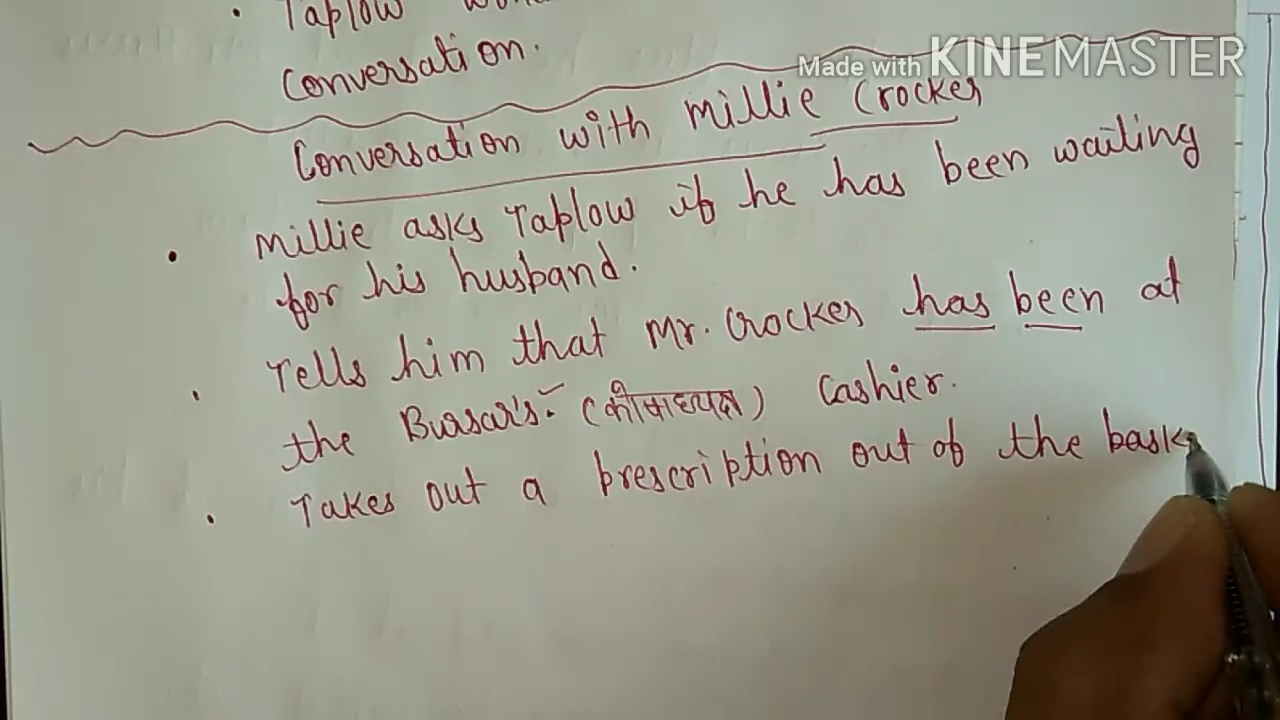 • Taplow
Conversation.
Made with KINEMASTER
Conversation with Millie Crocker
• Millie asks Taplow if he has been waiting
for his husband.
• Tells him that Mr. Crocker has been at
the Bursar's. (कोषाध्यक्ष) Cashier.
• Takes out a prescription out of the bask